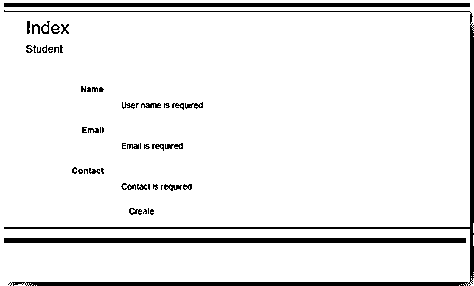 Index
Student
Name
User name is required
Email
Email is required
Contact
Contact is required
Create